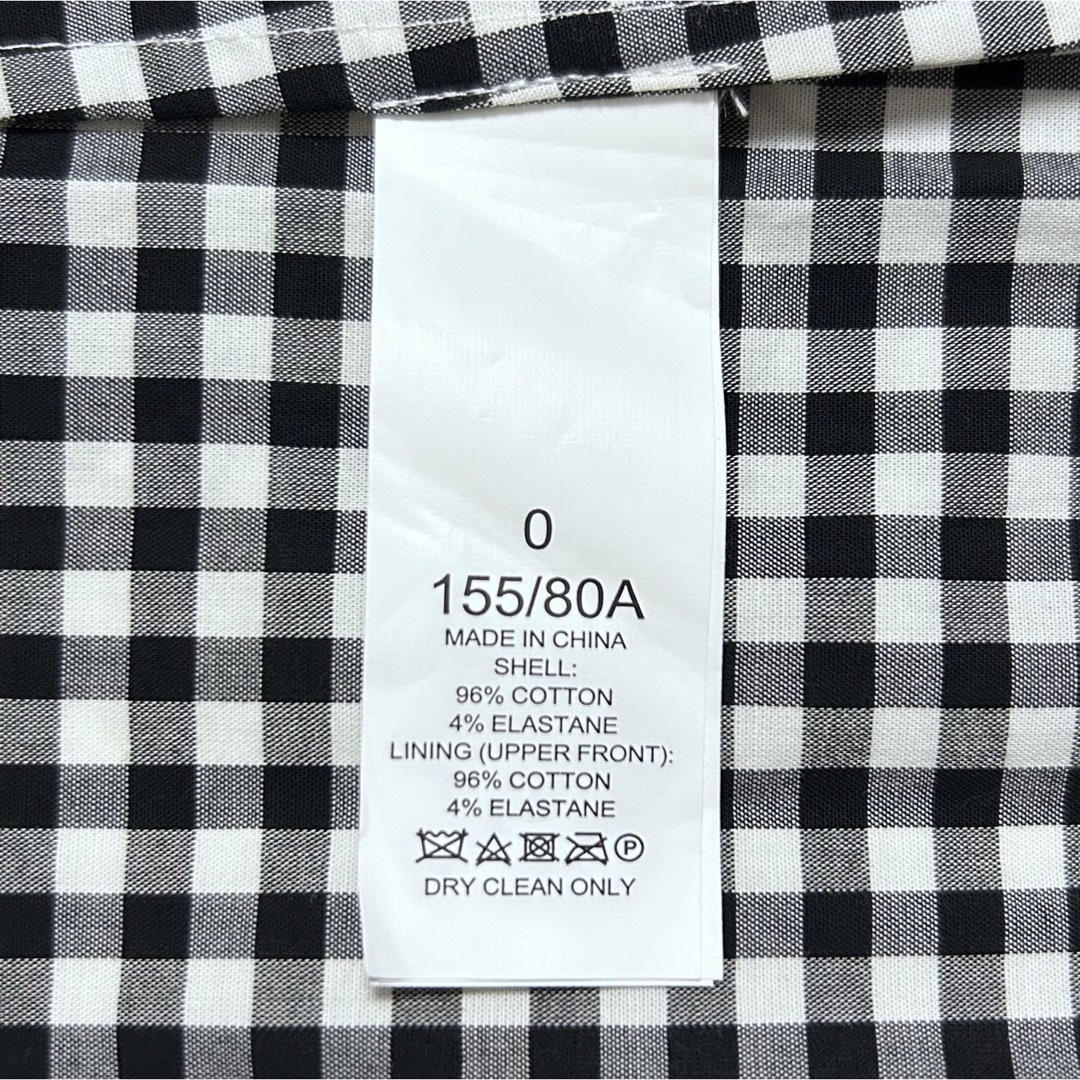 0
155/80A
MADE IN CHINA
SHELL:
96% COTTON
4% ELASTANE
LINING (UPPER FRONT):
96% COTTON
4% ELASTANE
P
DRY CLEAN ONLY